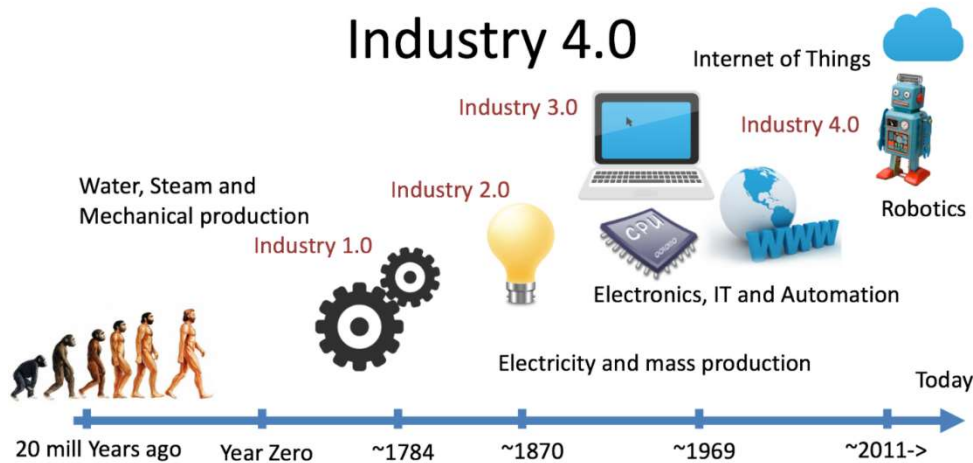 Industry 4.0
Internet of Things
Industry 3.0
Industry 4.0
Water, Steam and
Mechanical production
Industry 2.0
Robotics
Industry 1.0
CPU
WWW
Electronics, IT and Automation
Electricity and mass production
Today
20 mill Years ago
Year Zero
~1784
~1870
~1969
~2011->